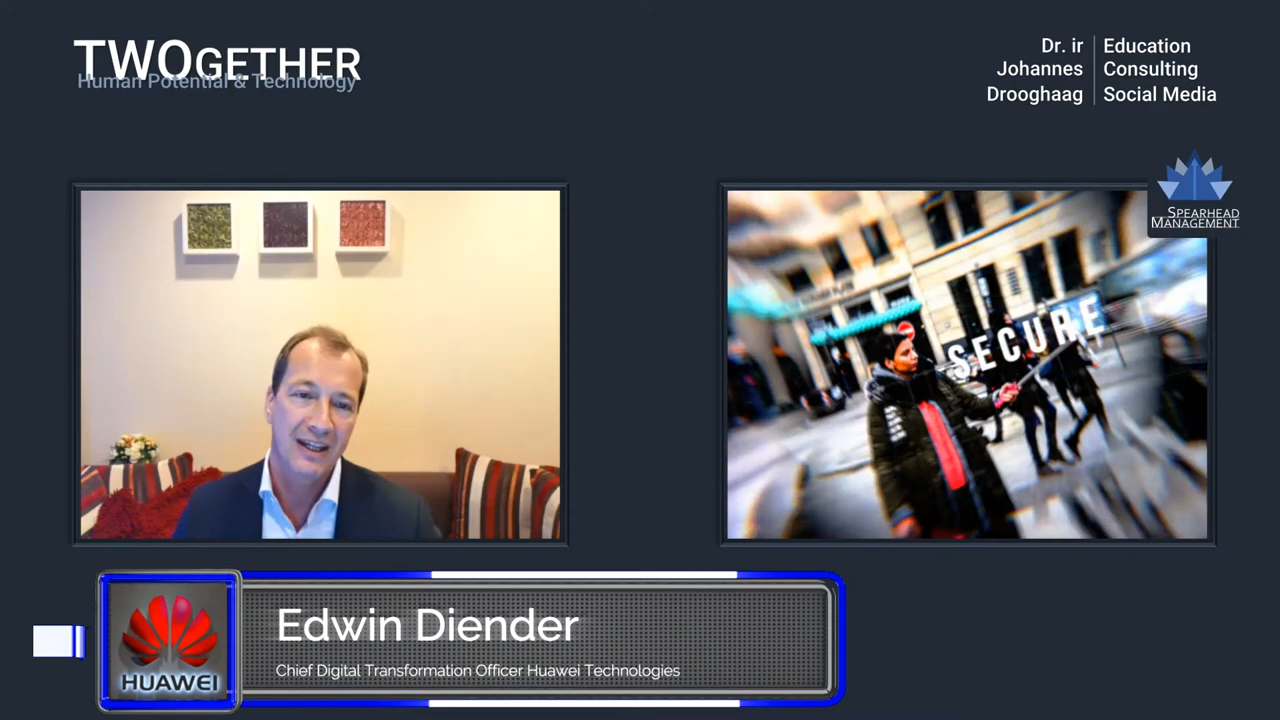 TWOGETHER
Human Potential & Technology
Dr. ir
Johannes
Drooghaag
Education
Consulting
Social Media
SPEARHEAD
MANAGEMENT
SECURE
Edwin Diender
Chief Digital Transformation Officer Huawei Technologies
HUAWEI